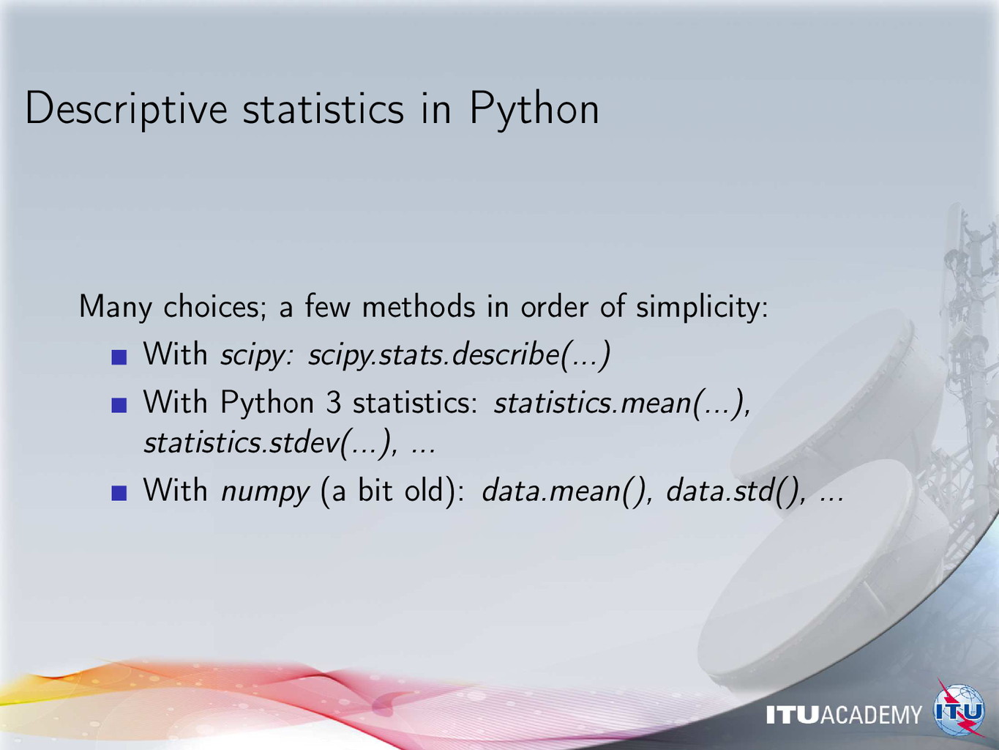 Descriptive statistics in Python
Many choices; a few methods in order of simplicity:
With scipy: scipy.stats.describe(...)
With Python 3 statistics: statistics.mean(...),
statistics.stdev(...), ...
With numpy (a bit old): data.mean(), data.std(), ...
ITUACADEMY
ITU